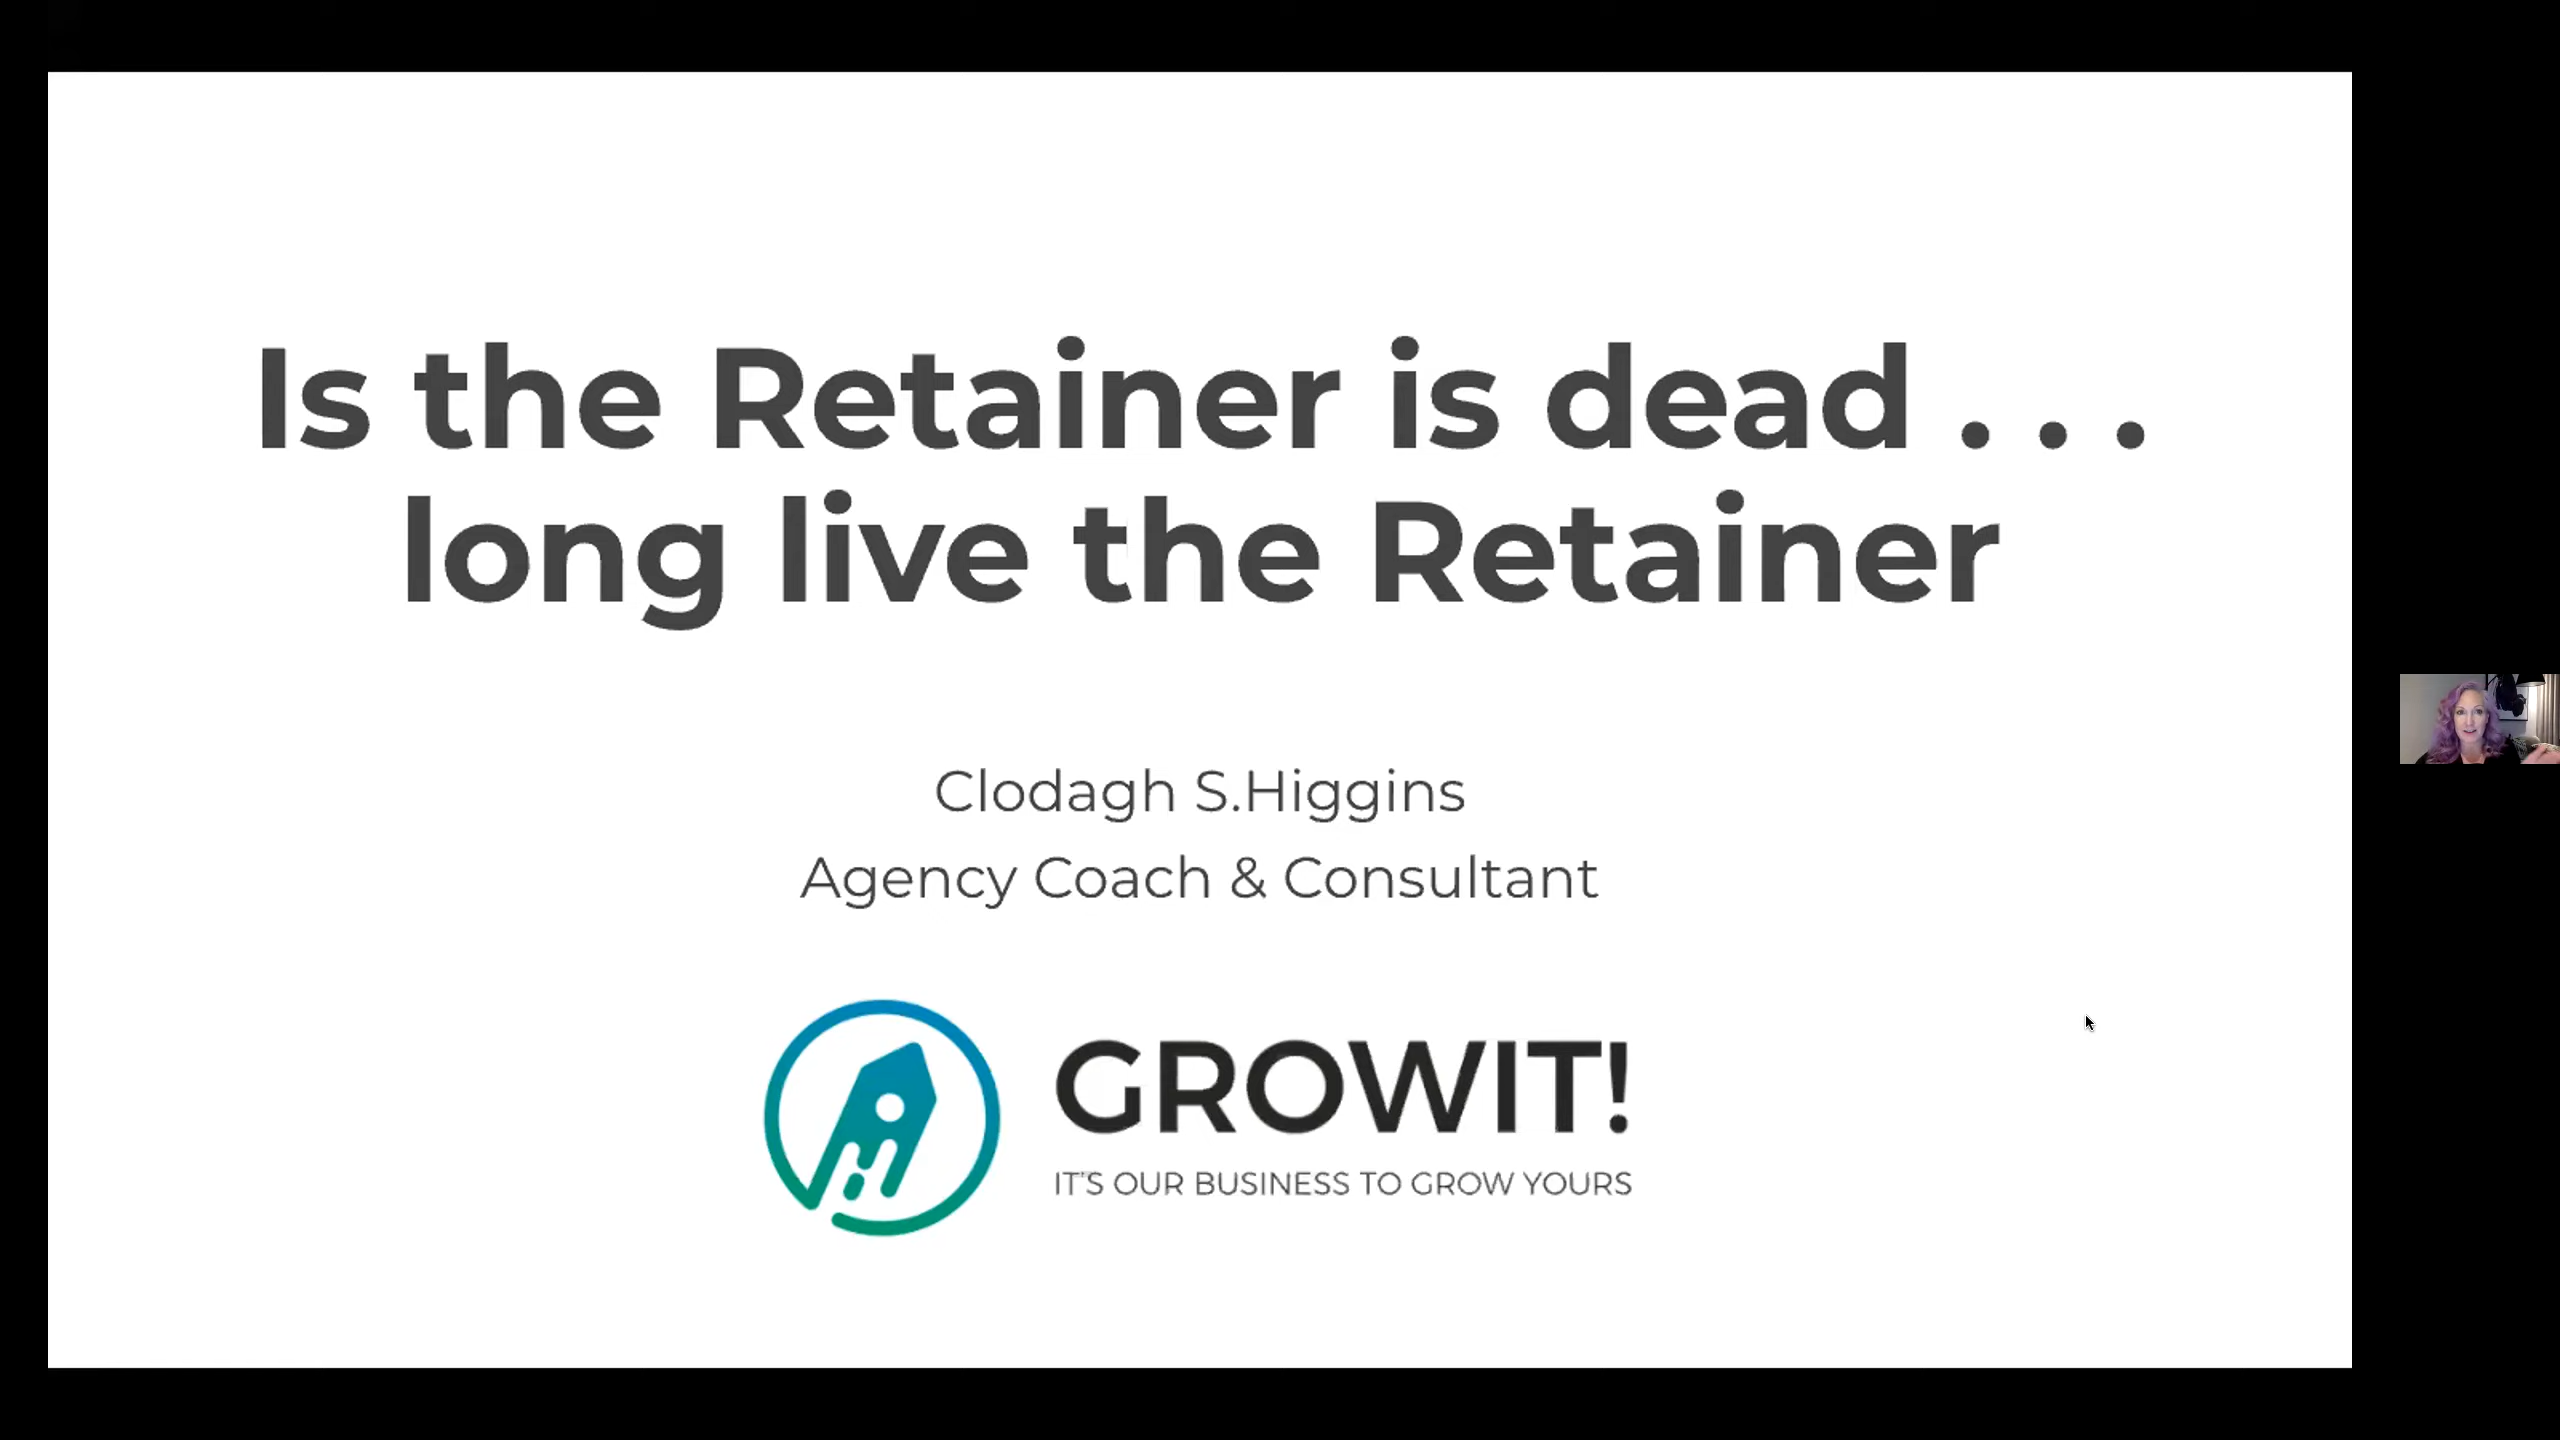 Is the Retainer is dead . . .
long live the Retainer
Clodagh S.Higgins
Agency Coach & Consultant
GROWIT!
IT'S OUR BUSINESS TO GROW YOURS